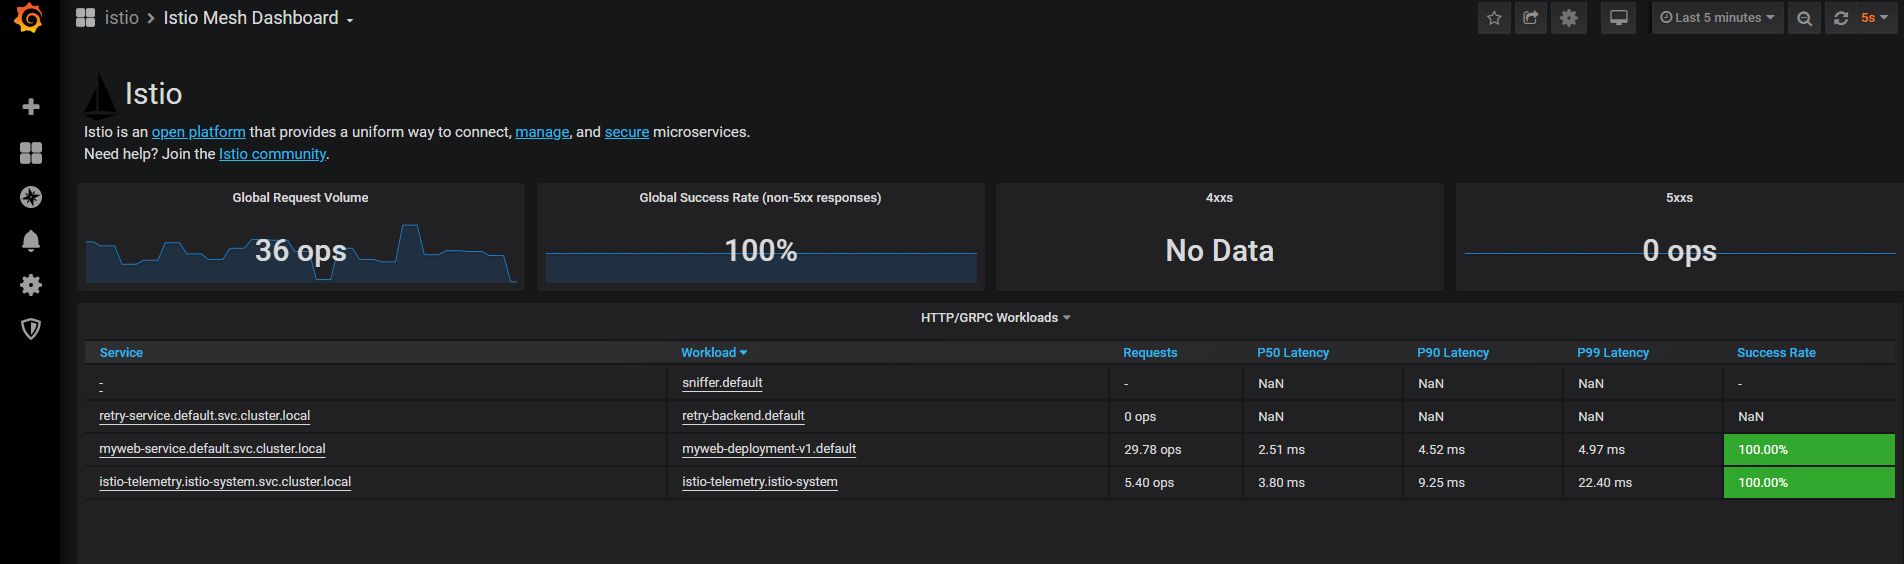 istio > Istio Mesh Dashboard
Last 5 minutes
5s
Istio
Istio is an open platform that provides a uniform way to connect, manage, and secure microservices.
Need help? Join the Istio community.
Global Request Volume
36 ops
Global Success Rate (non-5xx responses)
100%
4xxs
No Data
5xxs
0 ops
HTTP/GRPC Workloads
Service Workload Requests P50 Latency P90 Latency P99 Latency Success Rate
- sniffer.default - NaN NaN NaN -
retry-service.default.svc.cluster.local retry-backend.default 0 ops NaN NaN NaN NaN
myweb-service.default.svc.cluster.local myweb-deployment-v1.default 29.78 ops 2.51 ms 4.52 ms 4.97 ms 100.00%
istio-telemetry.istio-system.svc.cluster.local istio-telemetry.istio-system 5.40 ops 3.80 ms 9.25 ms 22.40 ms 100.00%